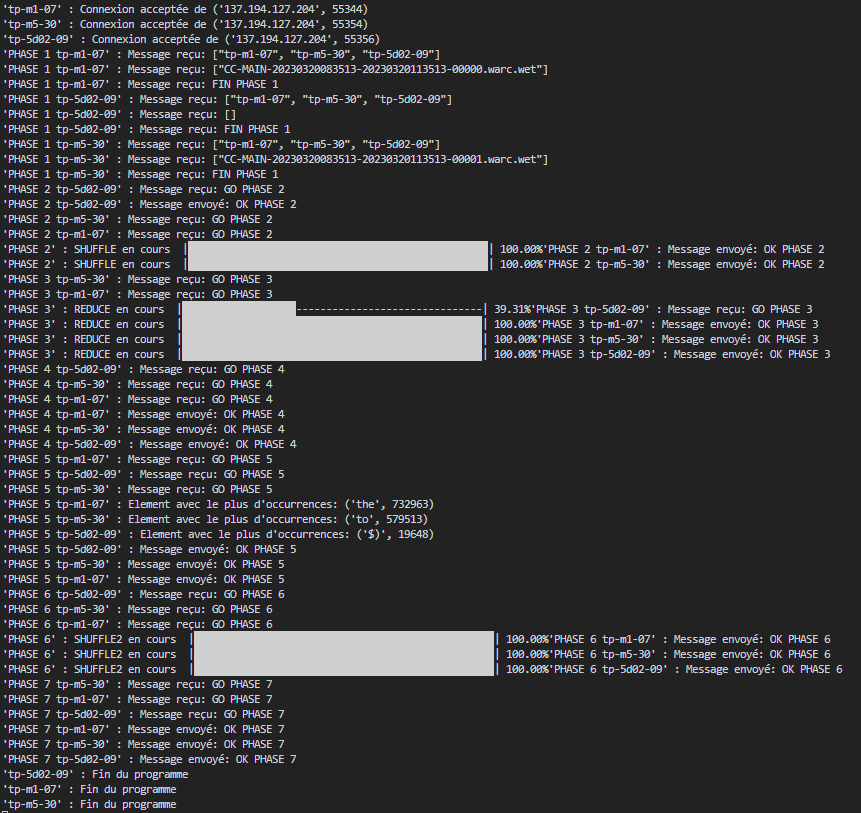 'tp-m1-07' : Connexion acceptée de ('137.194.127.204', 55344)
'tp-m5-30' : Connexion acceptée de ('137.194.127.204', 55354)
'tp-5d02-09' : Connexion acceptée de ('137.194.127.204', 55356)
'PHASE 1 tp-m1-07' : Message reçu: ["tp-m1-07", "tp-m5-30", "tp-5d02-09"]
'PHASE 1 tp-m1-07' : Message reçu: ["CC-MAIN-20230320083513-20230320113513-00000.warc.wet"]
'PHASE 1 tp-m1-07' : Message reçu: FIN PHASE 1
'PHASE 1 tp-5d02-09' : Message reçu: ["tp-m1-07", "tp-m5-30", "tp-5d02-09"]
'PHASE 1 tp-5d02-09' : Message reçu: []
'PHASE 1 tp-5d02-09' : Message reçu: FIN PHASE 1
'PHASE 1 tp-m5-30' : Message reçu: ["tp-m1-07", "tp-m5-30", "tp-5d02-09"]
'PHASE 1 tp-m5-30' : Message reçu: ["CC-MAIN-20230320083513-20230320113513-00001.warc.wet"]
'PHASE 1 tp-m5-30' : Message reçu: FIN PHASE 1
'PHASE 2 tp-5d02-09' : Message reçu: GO PHASE 2
'PHASE 2 tp-5d02-09' : Message envoyé: OK PHASE 2
'PHASE 2 tp-m5-30' : Message reçu: GO PHASE 2
'PHASE 2 tp-m1-07' : Message reçu: GO PHASE 2
'PHASE 2' : SHUFFLE en cours | | 100.00%'PHASE 2 tp-m1-07' : Message envoyé: OK PHASE 2
'PHASE 2' : SHUFFLE en cours | | 100.00%'PHASE 2 tp-m5-30' : Message envoyé: OK PHASE 2
'PHASE 3 tp-m5-30' : Message reçu: GO PHASE 3
'PHASE 3 tp-m1-07' : Message reçu: GO PHASE 3
'PHASE 3' : REDUCE en cours | -------------------------------| 39.31%'PHASE 3 tp-5d02-09' : Message reçu: GO PHASE 3
'PHASE 3' : REDUCE en cours | | 100.00%'PHASE 3 tp-m1-07' : Message envoyé: OK PHASE 3
'PHASE 3' : REDUCE en cours | | 100.00%'PHASE 3 tp-m5-30' : Message envoyé: OK PHASE 3
'PHASE 3' : REDUCE en cours | | 100.00%'PHASE 3 tp-5d02-09' : Message envoyé: OK PHASE 3
'PHASE 4 tp-5d02-09' : Message reçu: GO PHASE 4
'PHASE 4 tp-m5-30' : Message reçu: GO PHASE 4
'PHASE 4 tp-m1-07' : Message reçu: GO PHASE 4
'PHASE 4 tp-m1-07' : Message envoyé: OK PHASE 4
'PHASE 4 tp-m5-30' : Message envoyé: OK PHASE 4
'PHASE 4 tp-5d02-09' : Message envoyé: OK PHASE 4
'PHASE 5 tp-m1-07' : Message reçu: GO PHASE 5
'PHASE 5 tp-5d02-09' : Message reçu: GO PHASE 5
'PHASE 5 tp-m5-30' : Message reçu: GO PHASE 5
'PHASE 5 tp-m1-07' : Element avec le plus d'occurrences: ('the', 732963)
'PHASE 5 tp-m5-30' : Element avec le plus d'occurrences: ('to', 579513)
'PHASE 5 tp-5d02-09' : Element avec le plus d'occurrences: ('$)', 19648)
'PHASE 5 tp-5d02-09' : Message envoyé: OK PHASE 5
'PHASE 5 tp-m5-30' : Message envoyé: OK PHASE 5
'PHASE 5 tp-m1-07' : Message envoyé: OK PHASE 5
'PHASE 6 tp-5d02-09' : Message reçu: GO PHASE 6
'PHASE 6 tp-m5-30' : Message reçu: GO PHASE 6
'PHASE 6 tp-m1-07' : Message reçu: GO PHASE 6
'PHASE 6' : SHUFFLE2 en cours | | 100.00%'PHASE 6 tp-m1-07' : Message envoyé: OK PHASE 6
'PHASE 6' : SHUFFLE2 en cours | | 100.00%'PHASE 6 tp-m5-30' : Message envoyé: OK PHASE 6
'PHASE 6' : SHUFFLE2 en cours | | 100.00%'PHASE 6 tp-5d02-09' : Message envoyé: OK PHASE 6
'PHASE 7 tp-m5-30' : Message reçu: GO PHASE 7
'PHASE 7 tp-m1-07' : Message reçu: GO PHASE 7
'PHASE 7 tp-5d02-09' : Message reçu: GO PHASE 7
'PHASE 7 tp-m1-07' : Message envoyé: OK PHASE 7
'PHASE 7 tp-m5-30' : Message envoyé: OK PHASE 7
'PHASE 7 tp-5d02-09' : Message envoyé: OK PHASE 7
'tp-5d02-09' : Fin du programme
'tp-m1-07' : Fin du programme
'tp-m5-30' : Fin du programme